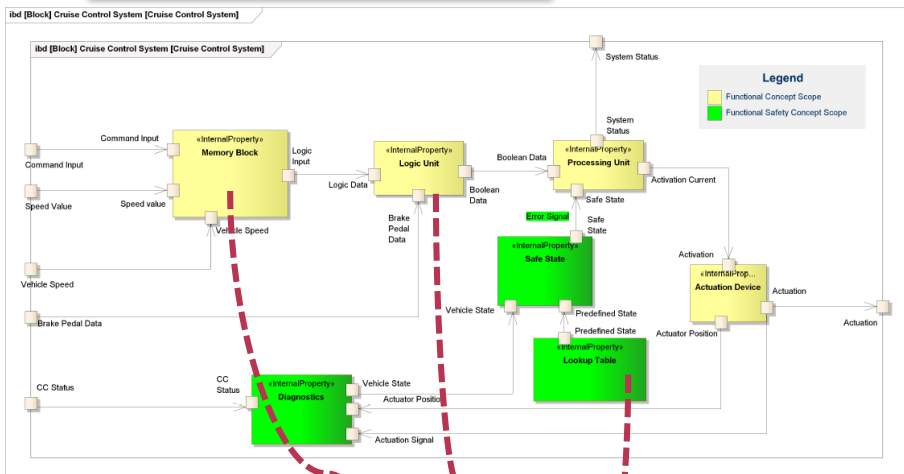 ibd [Block] Cruise Control System [Cruise Control System]
ibd [Block] Cruise Control System [Cruise Control System]
System Status
Legend
Functional Concept Scope
Functional Safety Concept Scope
System
Status
Command Input
«InternalProperty»
Memory Block
Logic
Input
«InternalProperty»
Logic Unit
Boolean Data
«InternalProperty»
Processing Unit
Command Input
Logic Data
Boolean
Data
Activation Current
Speed Value
Speed value
Safe State
Vehicle Speed
Brake
Pedal
Data
Error Signal
Safe
State
«InternalProperty»
Safe State
Activation
«InternalProp...
Actuation Device
Actuation
Vehicle Speed
Vehicle State
Predefined State
Brake Pedal Data
Predefined State
Actuator Position
Actuation
«InternalProperty»
Lookup Table
CC Status
CC
Status
«InternalProperty»
Diagnostics
Vehicle State
Actuator Position
Actuation Signal